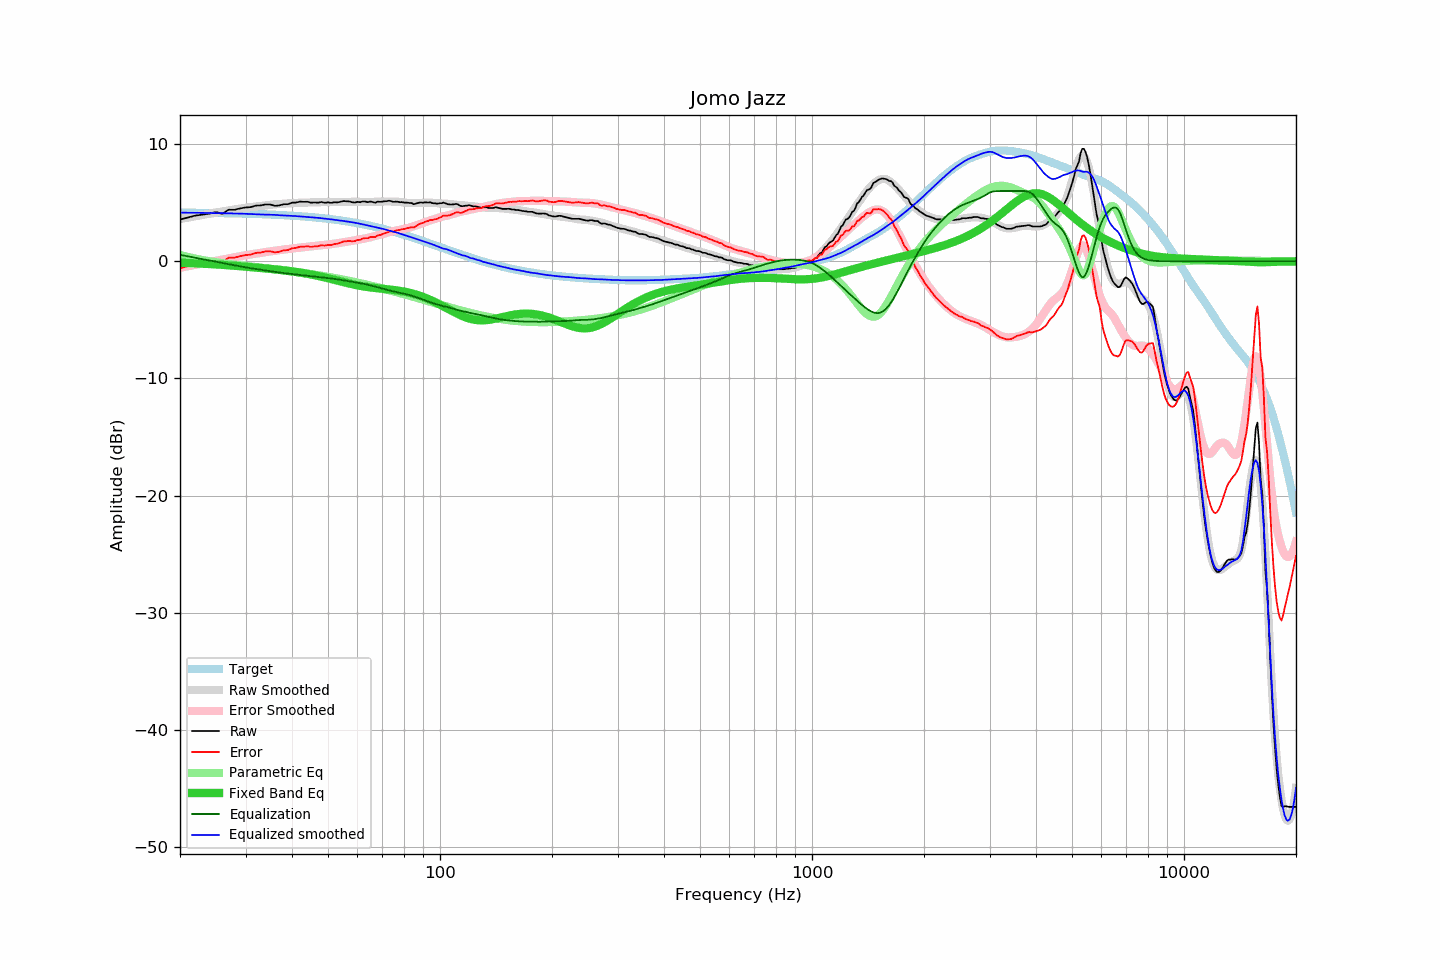 Jomo Jazz
10
0
−10
−20
−30
−40
−50
Amplitude (dBr)
Target
Raw Smoothed
Error Smoothed
Raw
Error
Parametric Eq
Fixed Band Eq
Equalization
Equalized smoothed
100
1000
10000
Frequency (Hz)